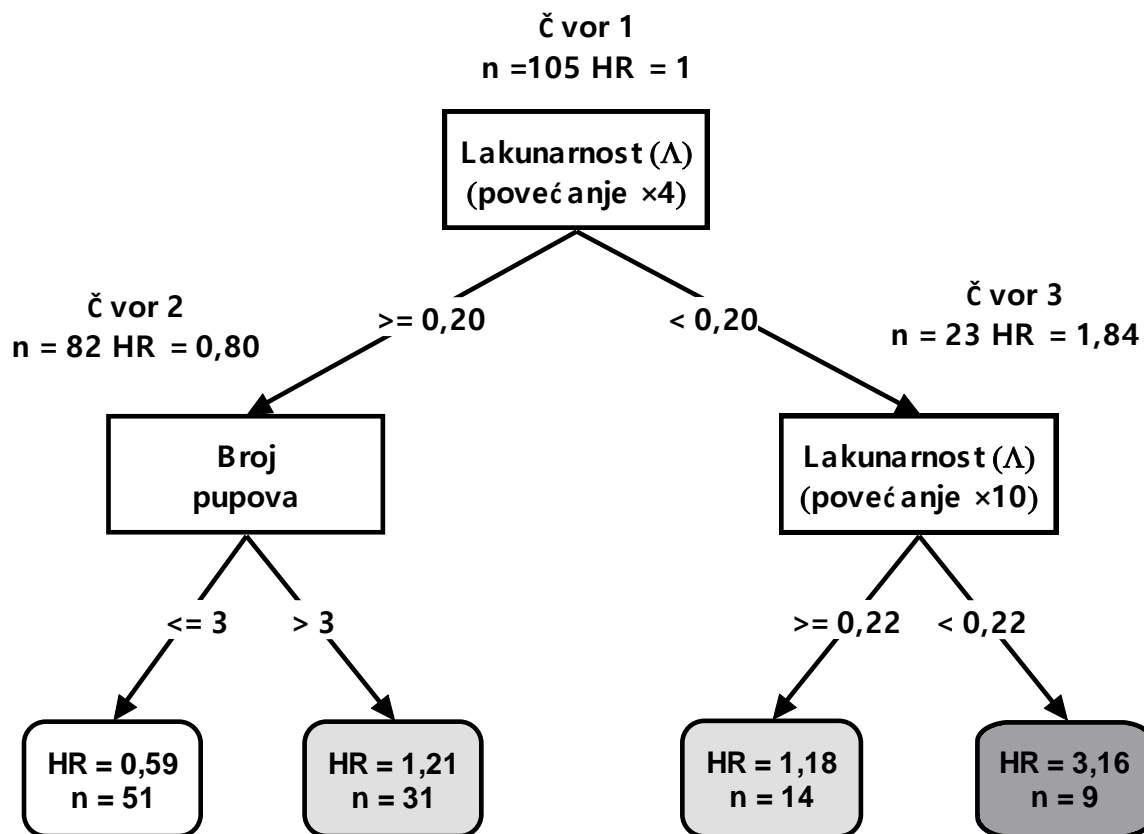 Čvor 1
n =105 HR = 1
Lakunarnost (Λ)
(povećanje ×4)
Čvor 2
n = 82 HR = 0,80
>= 0,20
< 0,20
Čvor 3
n = 23 HR = 1,84
Broj
pupova
Lakunarnost (Λ)
(povećanje ×10)
<= 3
> 3
>= 0,22
< 0,22
HR = 0,59
n = 51
HR = 1,21
n = 31
HR = 1,18
n = 14
HR = 3,16
n = 9